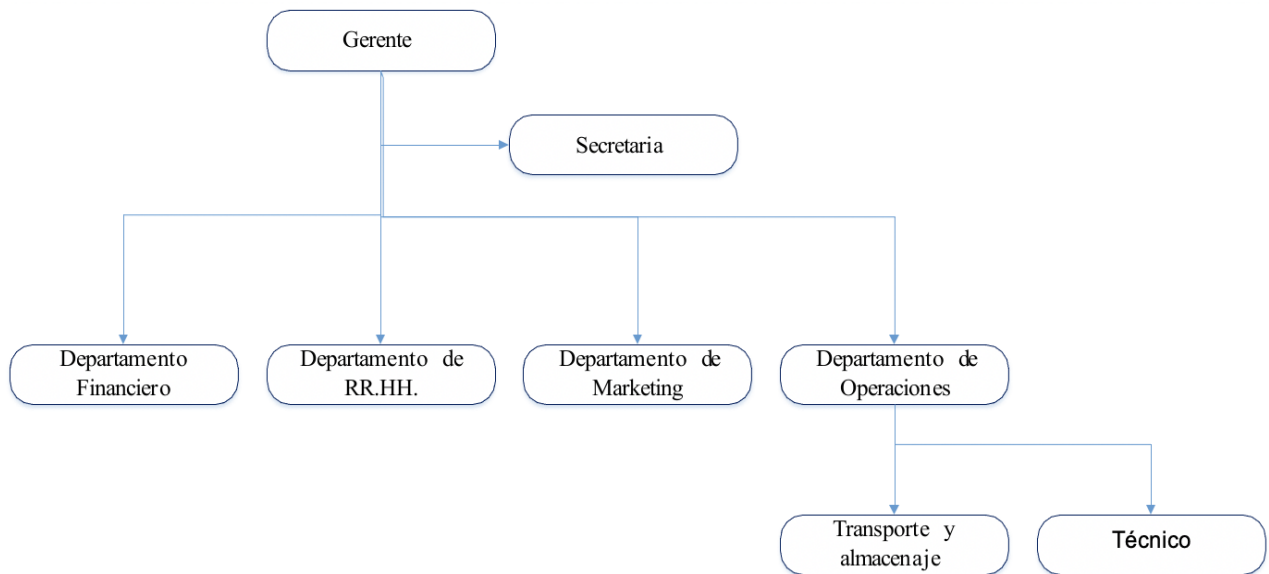 Gerente
Secretaria
Departamento
Financiero
Departamento de
RR.HH.
Departamento de
Marketing
Departamento de
Operaciones
Transporte y
almacenaje
Técnico